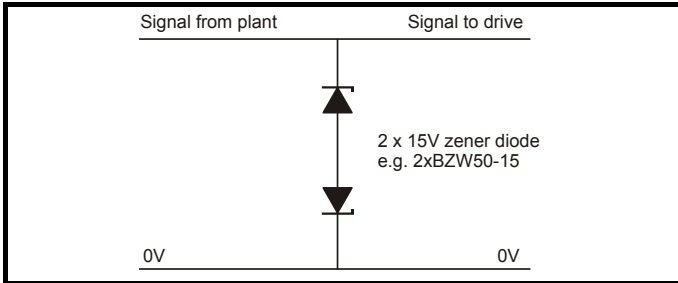 Signal from plant Signal to drive
2 x 15V zener diode
e.g. 2xBZW50-15
0V 0V